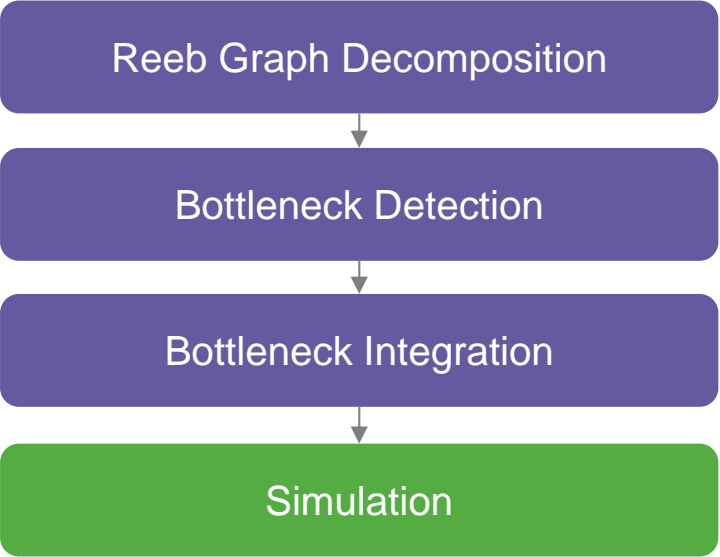 Reeb Graph Decomposition
Bottleneck Detection
Bottleneck Integration
Simulation